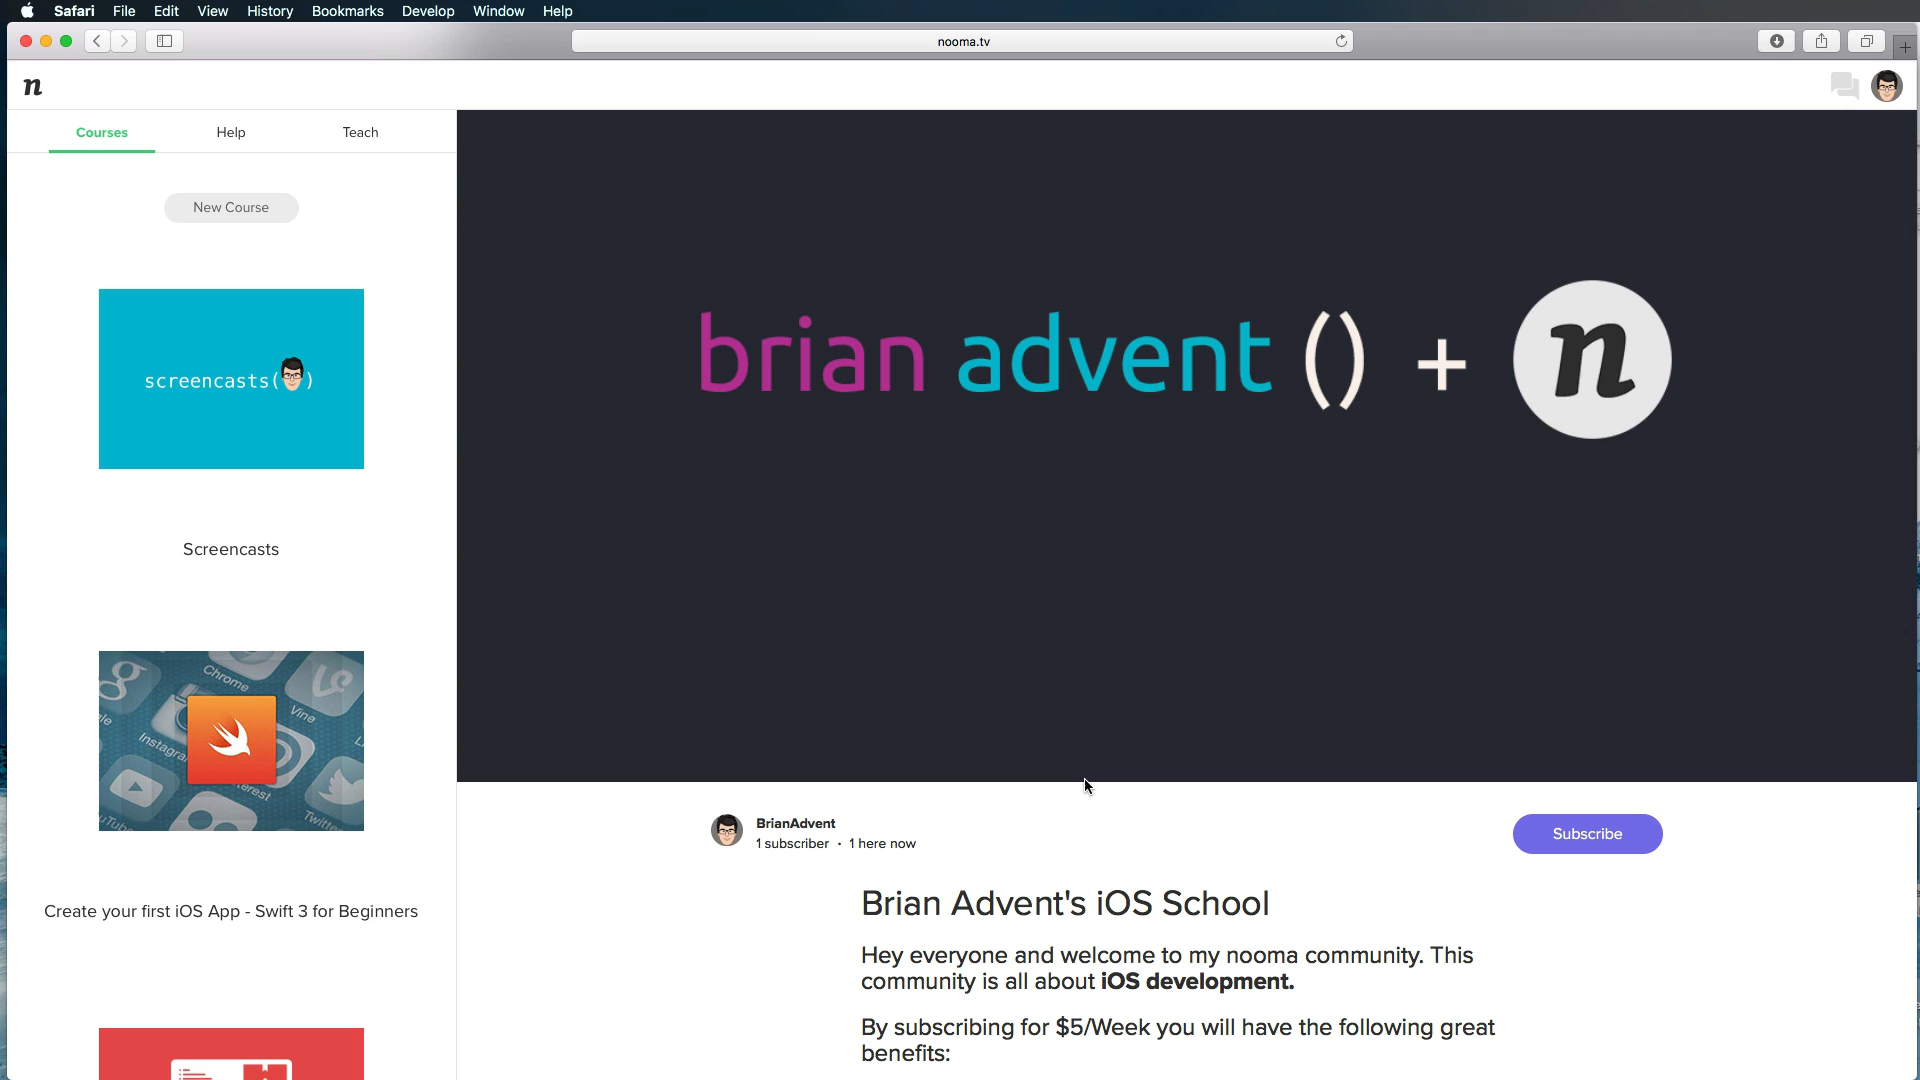 Safari File Edit View History Bookmarks Develop Window Help
nooma.tv
n
Courses Help Teach
New Course
screencasts( )
Screencasts
Chrome
Vine
Instagra
Twitte
Create your first iOS App - Swift 3 for Beginners
brian advent () + n
BrianAdvent
1 subscriber · 1 here now
Subscribe
Brian Advent's iOS School
Hey everyone and welcome to my nooma community. This
community is all about iOS development.
By subscribing for $5/Week you will have the following great
benefits: